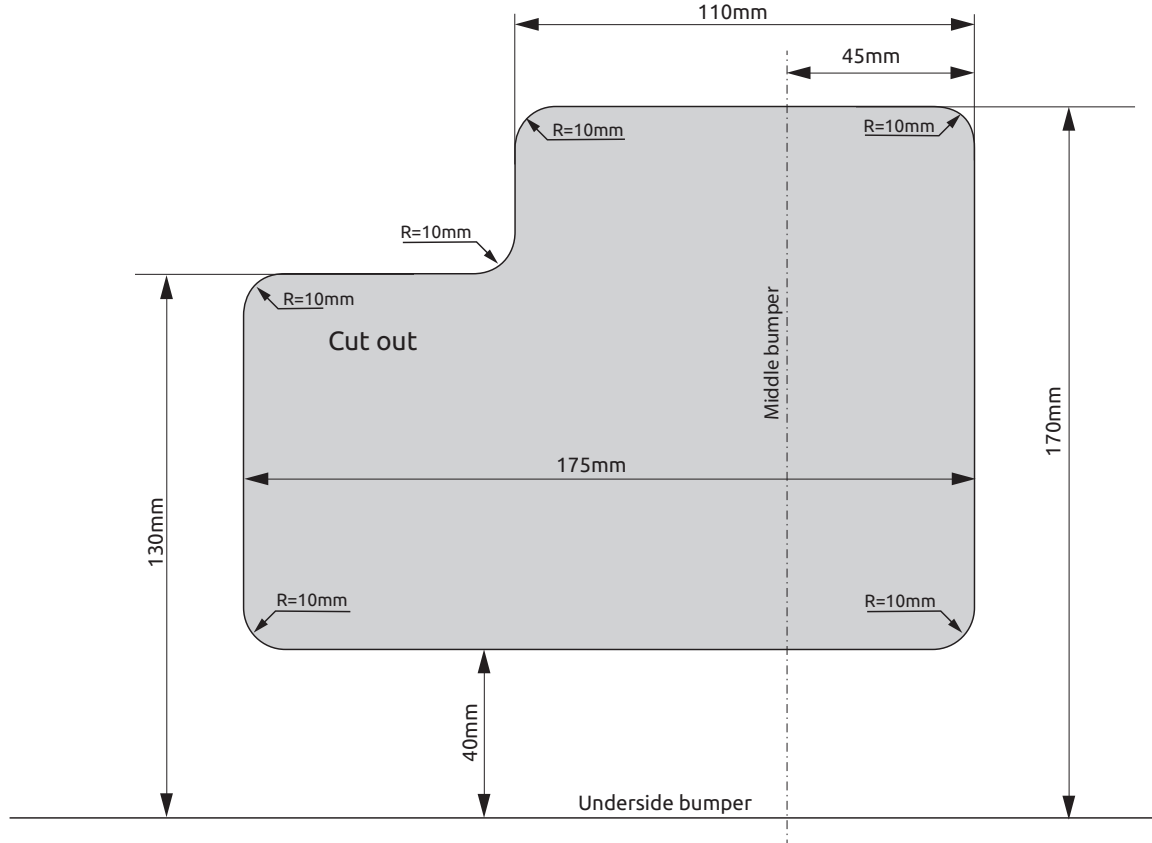 110mm
45mm
R=10mm
R=10mm
R=10mm
R=10mm
Cut out
Middle bumper
170mm
175mm
130mm
R=10mm
R=10mm
40mm
Underside bumper